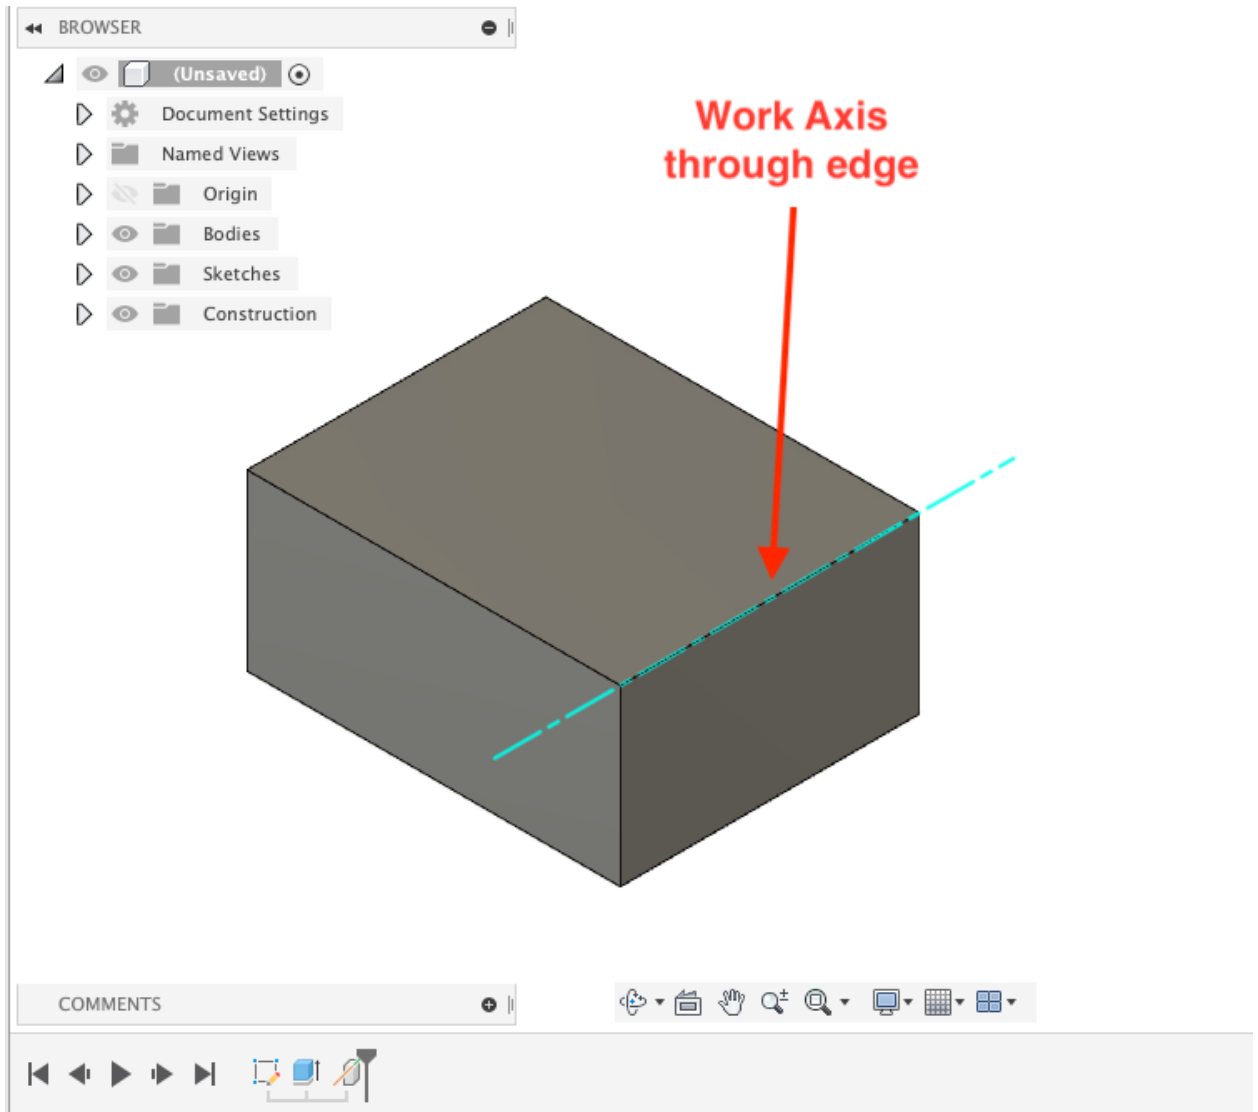 BROWSER
(Unsaved)
Document Settings
Named Views
Origin
Bodies
Sketches
Construction
Work Axis
through edge
COMMENTS